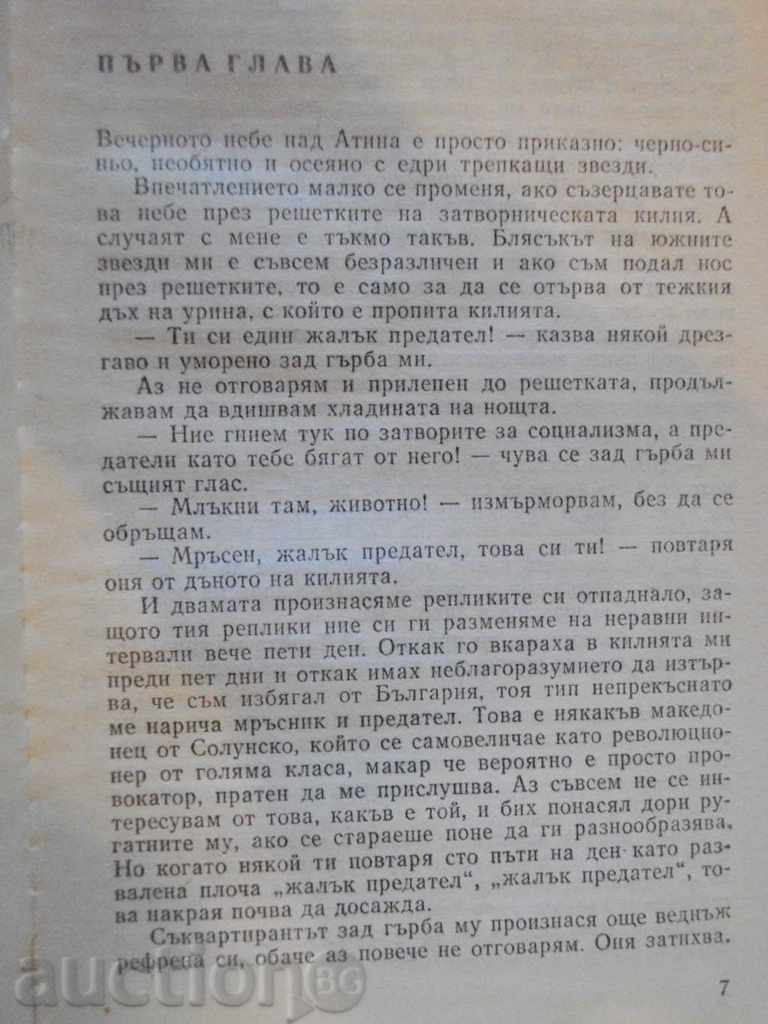 ПЪРВА ГЛАВА
Вечерното небе над Атина е просто приказно: черно-си-
ньо, необятно и осеяно с едри трепкащи звезди.
Впечатлението малко се променя, ако съзерцавате то-
ва небе през решетките на затворническата килия. А
случаят с мене е тъкмо такъв. Блясъкът на южните
звезди ми е съвсем безразличен и ако съм подал нос
през решетките, то е само за да се отърва от тежкия
дъх на урина, с който е пропита килията.
— Ти си един жалък предател! — казва някой дрез-
гаво и уморено зад гърба ми.
Аз не отговарям и прилепен до решетката, продъл-
жавам да вдишвам хладината на нощта.
— Ние гнием тук по затворите за социализма, а пре-
датели като тебе бягат от него! — чува се зад гърба ми
същият глас.
— Млъкни там, животно! — измърморвам, без да се
обръщам.
— Мръсен, жалък предател, това си ти! — повтаря
оня от дъното на килията.
И двамата произнасяме репликите си отпаднало, за-
щото тия реплики ние си ги разменяме на неравни ин-
тервали вече пети ден. Откак го вкараха в килията ми
преди пет дни и откак имах неблагоразумието да изтър-
ва, че съм избягал от България, тоя тип непрекъснато
ме нарича мръсник и предател. Това е някакъв македо-
нец от Солунско, който се самовеличае като революцио-
нер от голяма класа, макар че вероятно е просто про-
вокатор, пратен да ме прислушва. Аз съвсем не се ин-
тересувам от това, какъв е той, и бих понасял дори ру-
гатните му, ако се стараеше поне да ги разнообразява.
Но когато някой ти повтаря сто пъти на ден като раз-
валена плоча „жалък предател“, „жалък предател“, то-
ва накрая почва да досажда.
Съквартирантът зад гърба му произнася още веднъж
рефрена си, обаче аз повече не отговарям. Оня затихва.
7
auctionBG